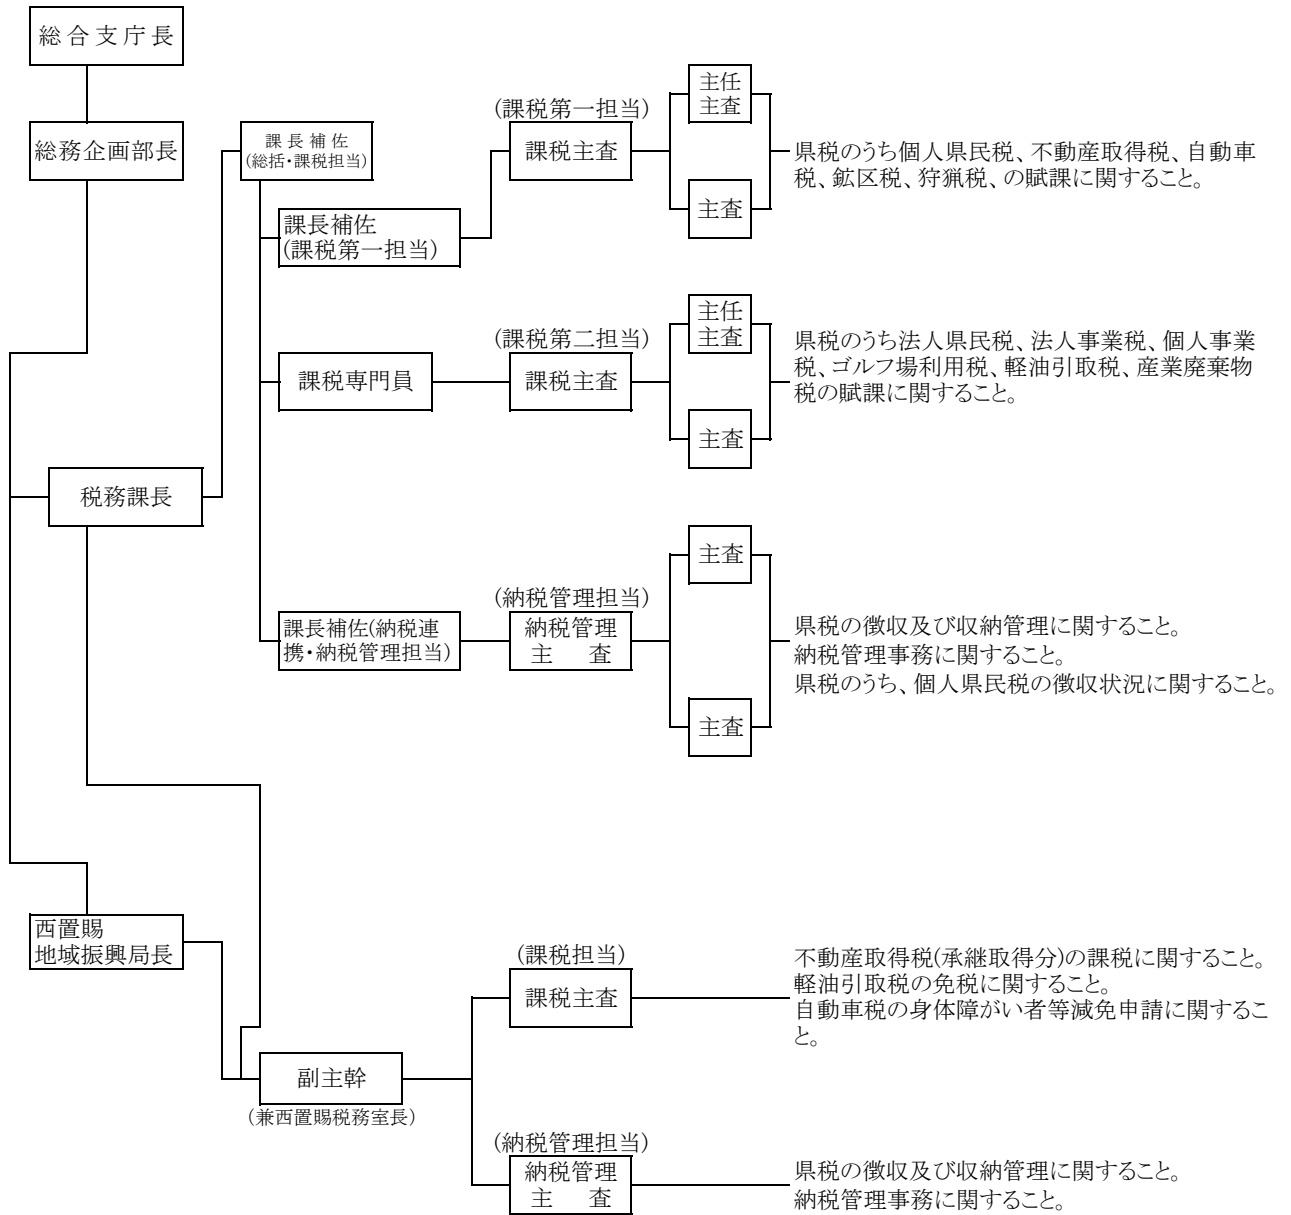 総合支庁長
総務企画部長
課長補佐
(総括・課税担当)
課長補佐
(課税第一担当)
(課税第一担当)
課税主査
主任
主査
主査
県税のうち個人県民税、不動産取得税、自動車
税、鉱区税、狩猟税、の賦課に関すること。
課税専門員
(課税第二担当)
課税主査
主任
主査
主査
県税のうち法人県民税、法人事業税、個人事業
税、ゴルフ場利用税、軽油引取税、産業廃棄物
税の賦課に関すること。
税務課長
課長補佐(納税連
携・納税管理担当)
(納税管理担当)
納税管理
主 査
主査
主査
県税の徴収及び収納管理に関すること。
納税管理事務に関すること。
県税のうち、個人県民税の徴収状況に関すること。
西置賜
地域振興局長
副主幹
(兼西置賜税務室長)
(課税担当)
課税主査
不動産取得税(承継取得分)の課税に関すること。
軽油引取税の免税に関すること。
自動車税の身体障がい者等減免申請に関するこ
と。
(納税管理担当)
納税管理
主 査
県税の徴収及び収納管理に関すること。
納税管理事務に関すること。